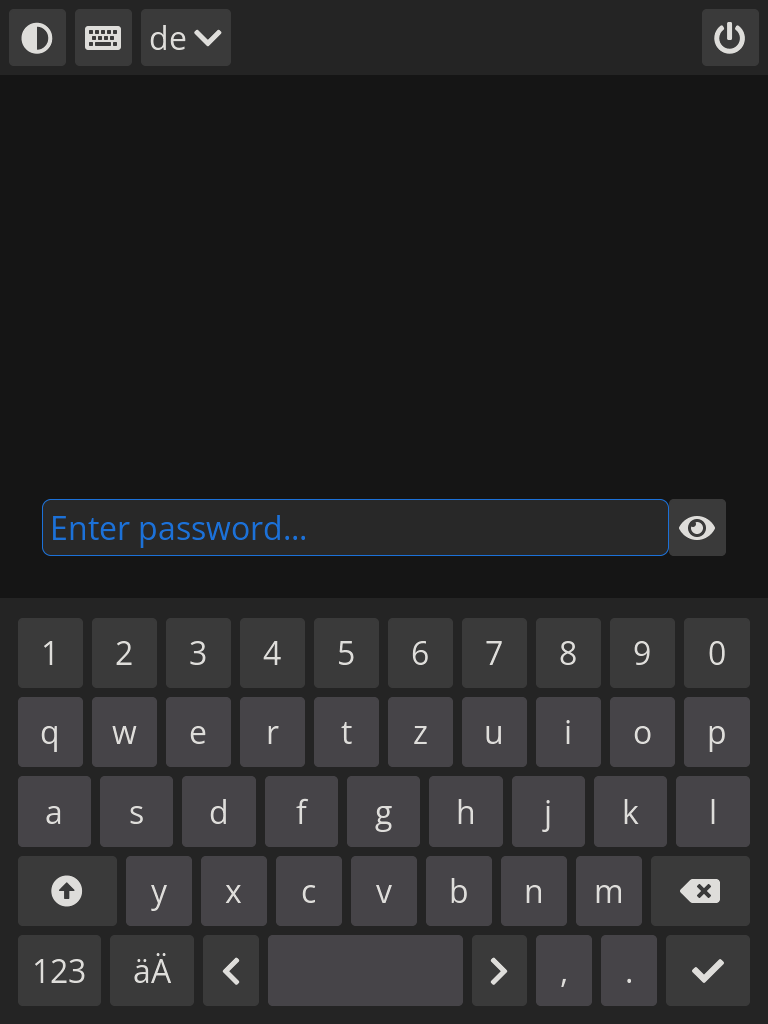 de
Enter password...
1 2 3 4 5 6 7 8 9 0
q w e r t z u i o p
a s d f g h j k l
y x c v b n m
123 äÄ , .